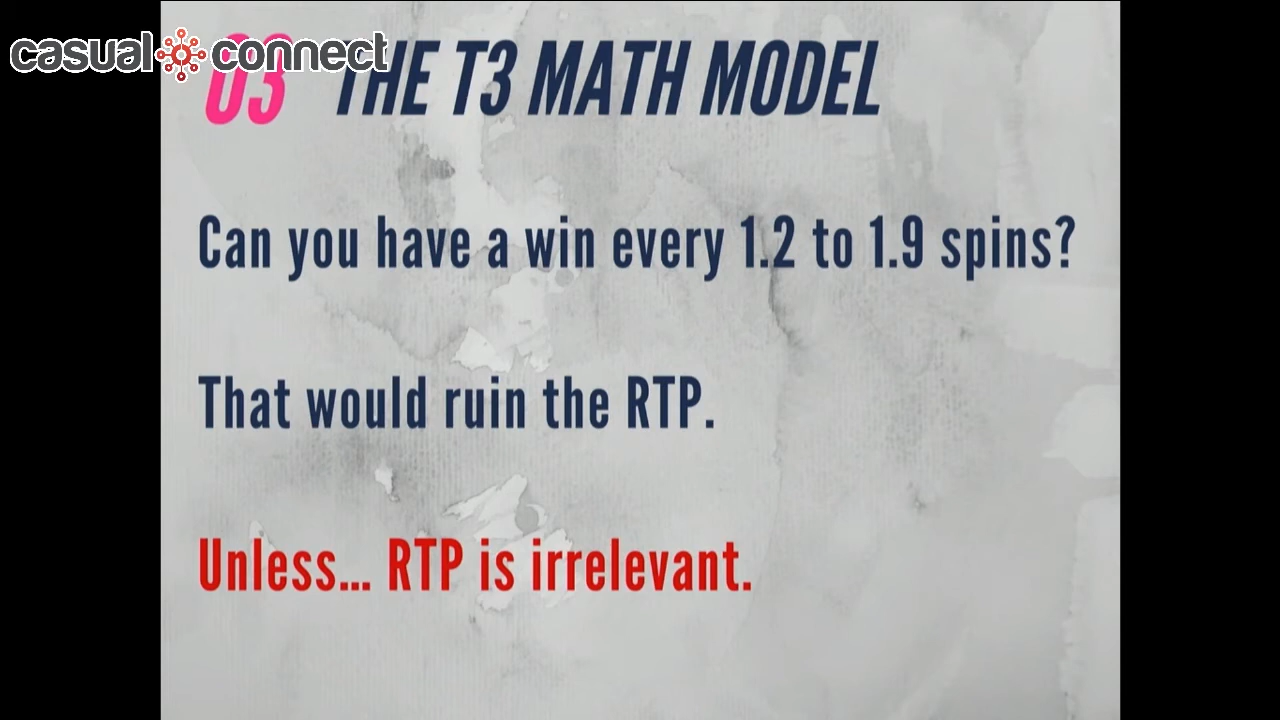 casual connect
03 THE T3 MATH MODEL
Can you have a win every 1.2 to 1.9 spins?
That would ruin the RTP.
Unless... RTP is irrelevant.